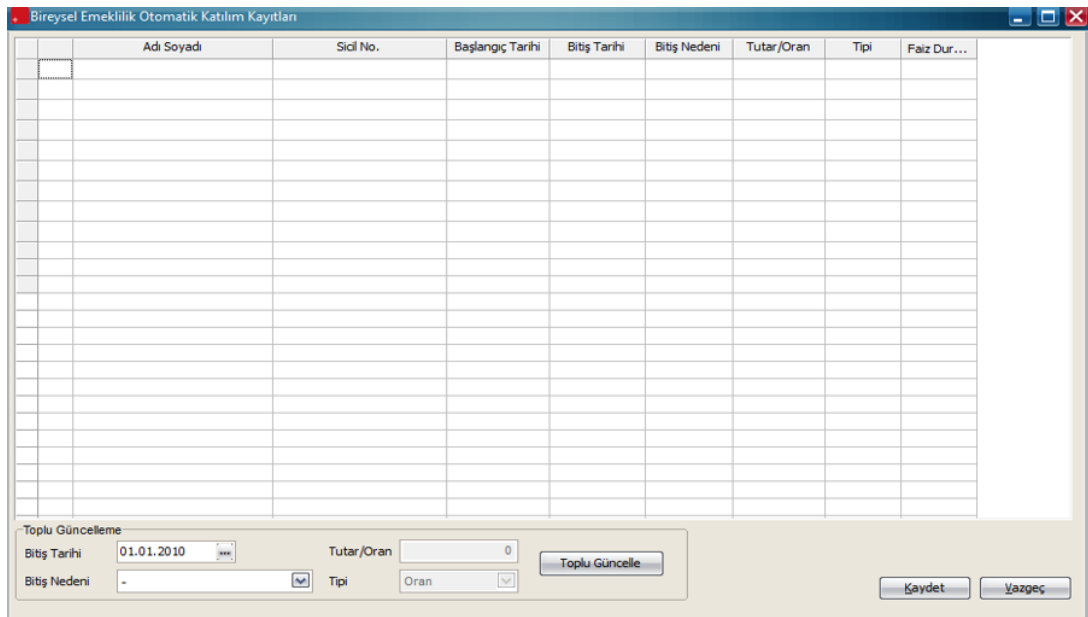 Bireysel Emeklilik Otomatik Katılım Kayıtları
Adı Soyadı Sicil No. Başlangıç Tarihi Bitiş Tarihi Bitiş Nedeni Tutar/Oran Tipi Faiz Dur...
Toplu Güncelleme
Bitiş Tarihi 01.01.2010 ... Tutar/Oran 0
Toplu Güncelle
Bitiş Nedeni - Tipi Oran
Kaydet Vazgeç